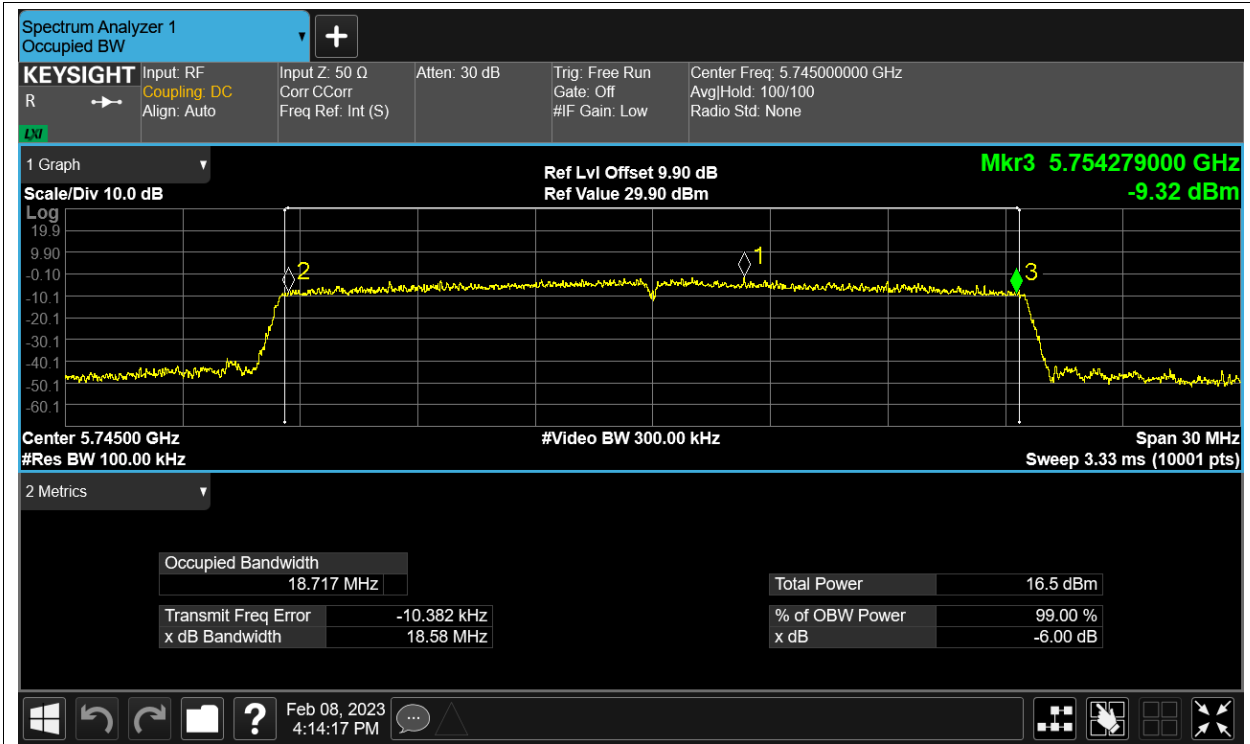 Spectrum Analyzer 1
Occupied BW
KEYSIGHT
R
LXI
Input: RF
Coupling: DC
Align: Auto
Input Z: 50 Ω
Corr CCorr
Freq Ref: Int (S)
Atten: 30 dB
Trig: Free Run
Gate: Off
#IF Gain: Low
Center Freq: 5.745000000 GHz
Avg|Hold: 100/100
Radio Std: None
1 Graph
Scale/Div 10.0 dB
Ref Lvl Offset 9.90 dB
Ref Value 29.90 dBm
Mkr3 5.754279000 GHz
-9.32 dBm
Log
19.9
9.90
-0.10
-10.1
-20.1
-30.1
-40.1
-50.1
-60.1
2
1
3
Center 5.74500 GHz
#Video BW 300.00 kHz
Span 30 MHz
#Res BW 100.00 kHz
Sweep 3.33 ms (10001 pts)
2 Metrics
Occupied Bandwidth
18.717 MHz
Transmit Freq Error -10.382 kHz
x dB Bandwidth 18.58 MHz
Total Power 16.5 dBm
% of OBW Power 99.00 %
x dB -6.00 dB
?
Feb 08, 2023
4:14:17 PM